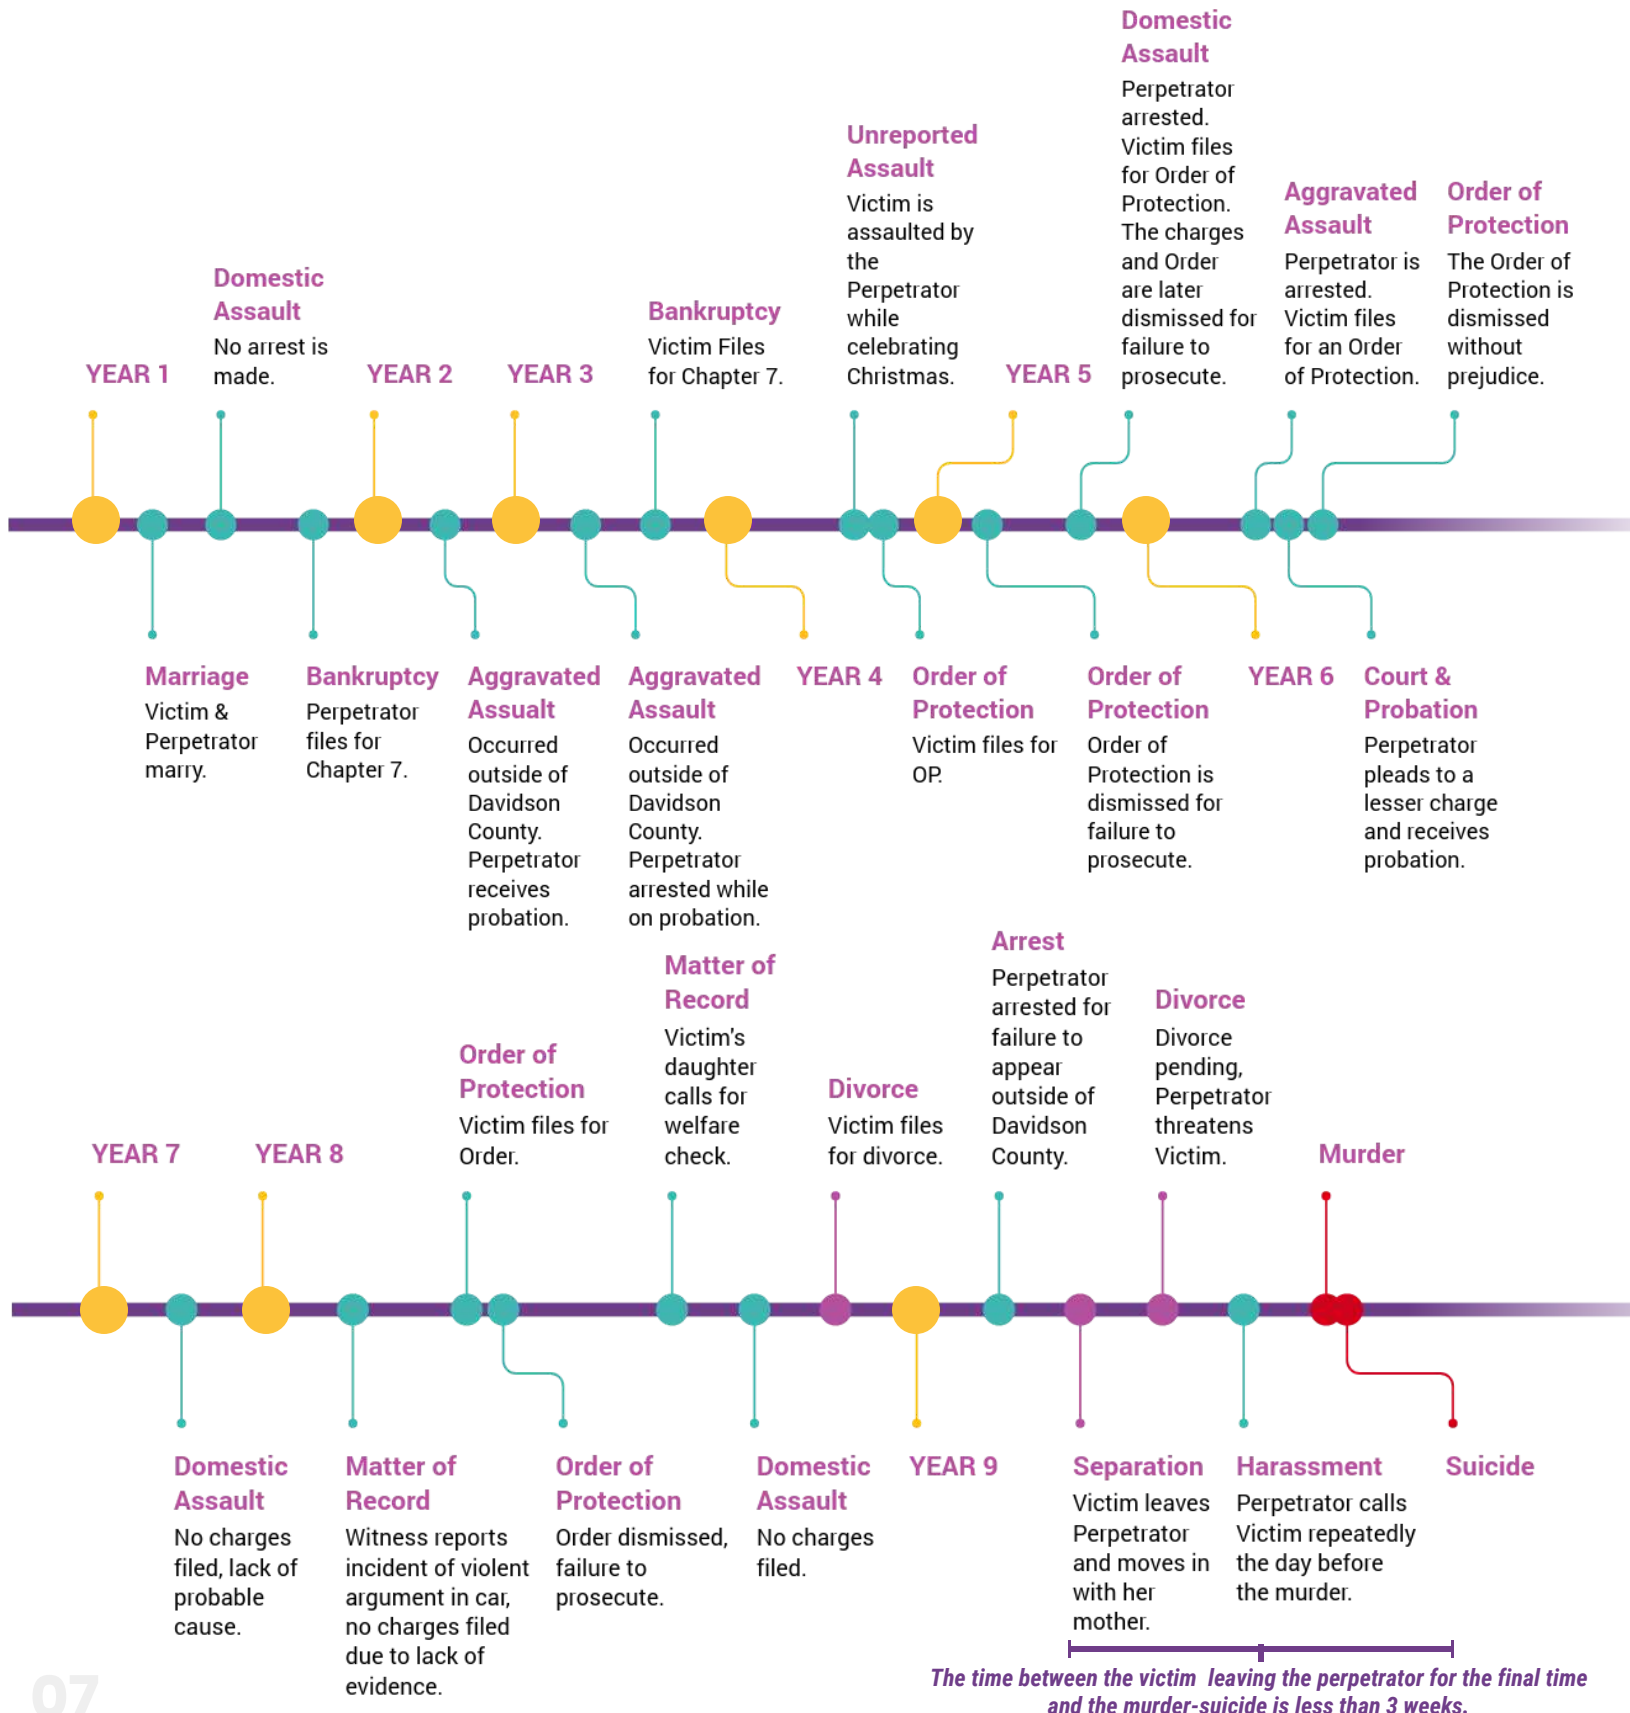 YEAR 1
Marriage
Victim &
Perpetrator
marry.
Domestic
Assault
No arrest is
made.
Bankruptcy
Perpetrator
files for
Chapter 7.
YEAR 2
Aggravated
Assualt
Occurred
outside of
Davidson
County.
Perpetrator
receives
probation.
YEAR 3
Aggravated
Assault
Occurred
outside of
Davidson
County.
Perpetrator
arrested while
on probation.
Bankruptcy
Victim Files
for Chapter 7.
YEAR 4
Unreported
Assault
Victim is
assaulted by
the
Perpetrator
while
celebrating
Christmas.
Order of
Protection
Victim files for
OP.
YEAR 5
Order of
Protection
Order of
Protection is
dismissed for
failure to
prosecute.
Domestic
Assault
Perpetrator
arrested.
Victim files
for Order of
Protection.
The charges
and Order
are later
dismissed for
failure to
prosecute.
YEAR 6
Aggravated
Assault
Perpetrator is
arrested.
Victim files
for an Order
of Protection.
Court &
Probation
Perpetrator
pleads to a
lesser charge
and receives
probation.
Order of
Protection
The Order of
Protection is
dismissed
without
prejudice.
YEAR 7
Domestic
Assault
No charges
filed, lack of
probable
cause.
YEAR 8
Matter of
Record
Witness reports
incident of violent
argument in car,
no charges filed
due to lack of
evidence.
Order of
Protection
Victim files for
Order.
Order of
Protection
Order dismissed,
failure to
prosecute.
Matter of
Record
Victim's
daughter
calls for
welfare
check.
Domestic
Assault
No charges
filed.
Divorce
Victim files
for divorce.
YEAR 9
Arrest
Perpetrator
arrested for
failure to
appear
outside of
Davidson
County.
Separation
Victim leaves
Perpetrator
and moves in
with her
mother.
Divorce
Divorce
pending,
Perpetrator
threatens
Victim.
Harassment
Perpetrator calls
Victim repeatedly
the day before
the murder.
Murder
Suicide
The time between the victim leaving the perpetrator for the final time
and the murder-suicide is less than 3 weeks.
07